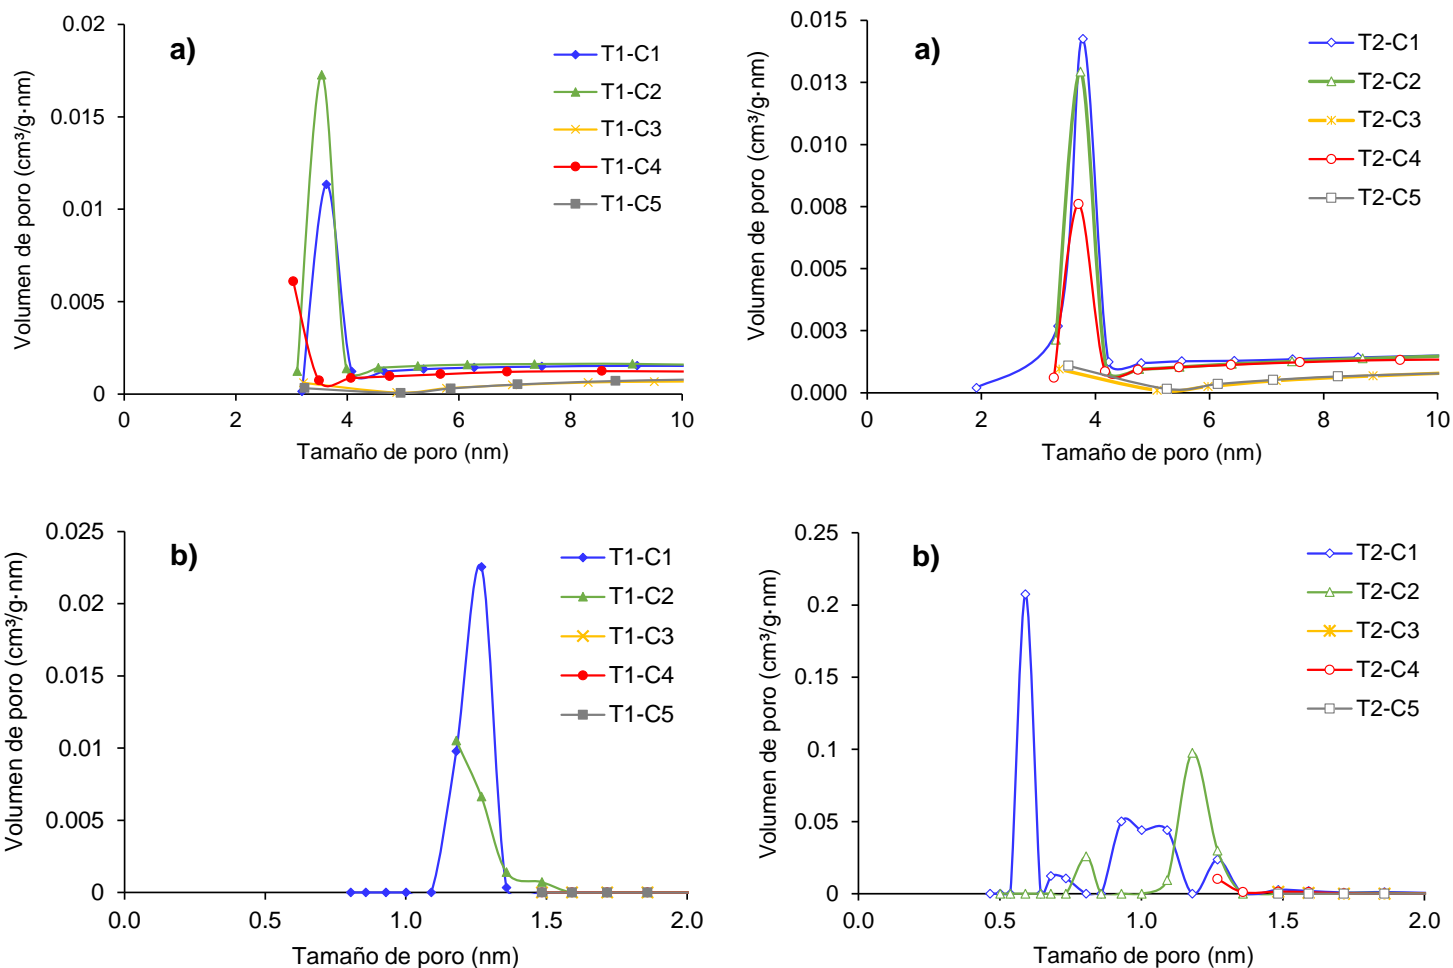 a)
Volumen de poro (cm³/g·nm)
0.02
0.015
0.01
0.005
0
0 2 4 6 8 10
Tamaño de poro (nm)
T1-C1
T1-C2
T1-C3
T1-C4
T1-C5
a)
Volumen de poro (cm³/g·nm)
0.015
0.013
0.010
0.008
0.005
0.003
0.000
0 2 4 6 8 10
Tamaño de poro (nm)
T2-C1
T2-C2
T2-C3
T2-C4
T2-C5
b)
Volumen de poro (cm³/g·nm)
0.025
0.02
0.015
0.01
0.005
0
0.0 0.5 1.0 1.5 2.0
Tamaño de poro (nm)
T1-C1
T1-C2
T1-C3
T1-C4
T1-C5
b)
Volumen de poro (cm³/g·nm)
0.25
0.2
0.15
0.1
0.05
0
0.0 0.5 1.0 1.5 2.0
Tamaño de poro (nm)
T2-C1
T2-C2
T2-C3
T2-C4
T2-C5